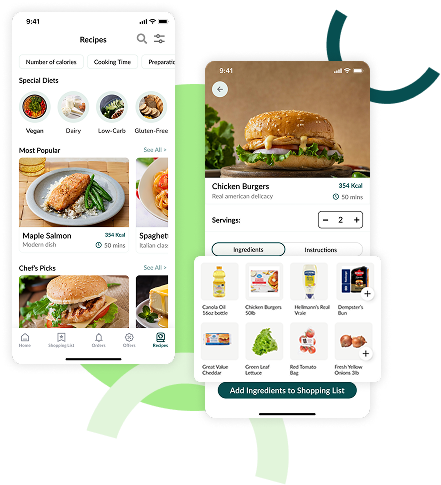 9:41
Recipes
Number of calories
Cooking Time
Preparatic
Special Diets
Vegan
Dairy
Low-Carb
Gluten-Free
Most Popular
See All >
Maple Salmon
354 Kcal
Modern dish
50 mins
Spaghet
Italian class
Chef's Picks
See All >
Home
Shopping List
Orders
Offers
Recipes
9:41
Chicken Burgers
354 Kcal
Real american delicacy
50 mins
Servings:
− 2 +
Ingredients
Instructions
Canola Oil
16oz bottle
Chicken Burgers
50lb
Hellmann's Real
Vraie
Dempster's
Bun
Great Value
Cheddar
Green Leaf
Lettuce
Red Tomato
Bag
Fresh Yellow
Onions 3lb
Add Ingredients to Shopping List